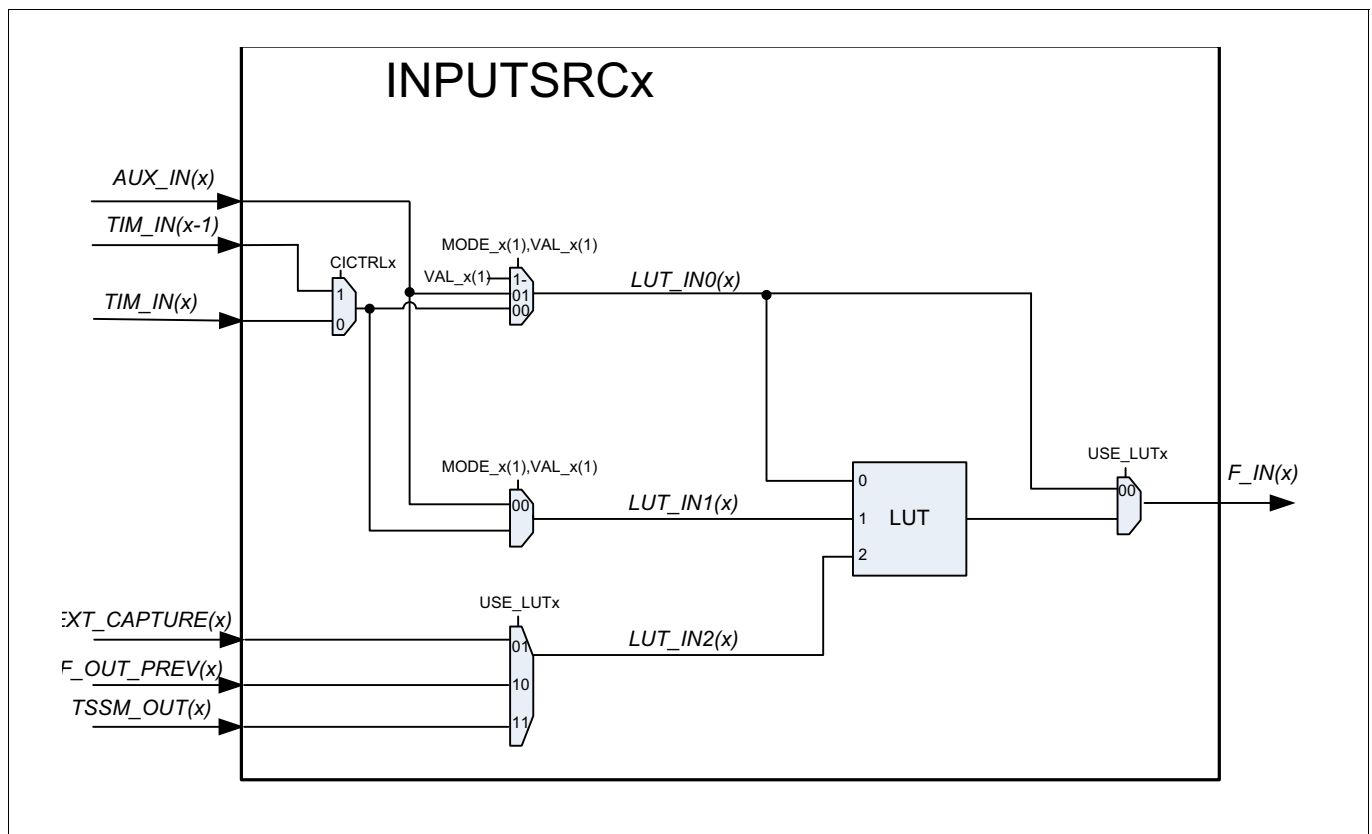 INPUTSRCx
AUX_IN(x)
TIM_IN(x-1)
CICTRLx
MODE_x(1),VAL_x(1)
VAL_x(1)
1-
LUT_IN0(x)
1
01
TIM_IN(x)
00
0
MODE_x(1),VAL_x(1)
USE_LUTx
F_IN(x)
0
00
00
LUT_IN1(x)
1
LUT
2
USE_LUTx
EXT_CAPTURE(x)
01
LUT_IN2(x)
F_OUT_PREV(x)
10
TSSM_OUT(x)
11